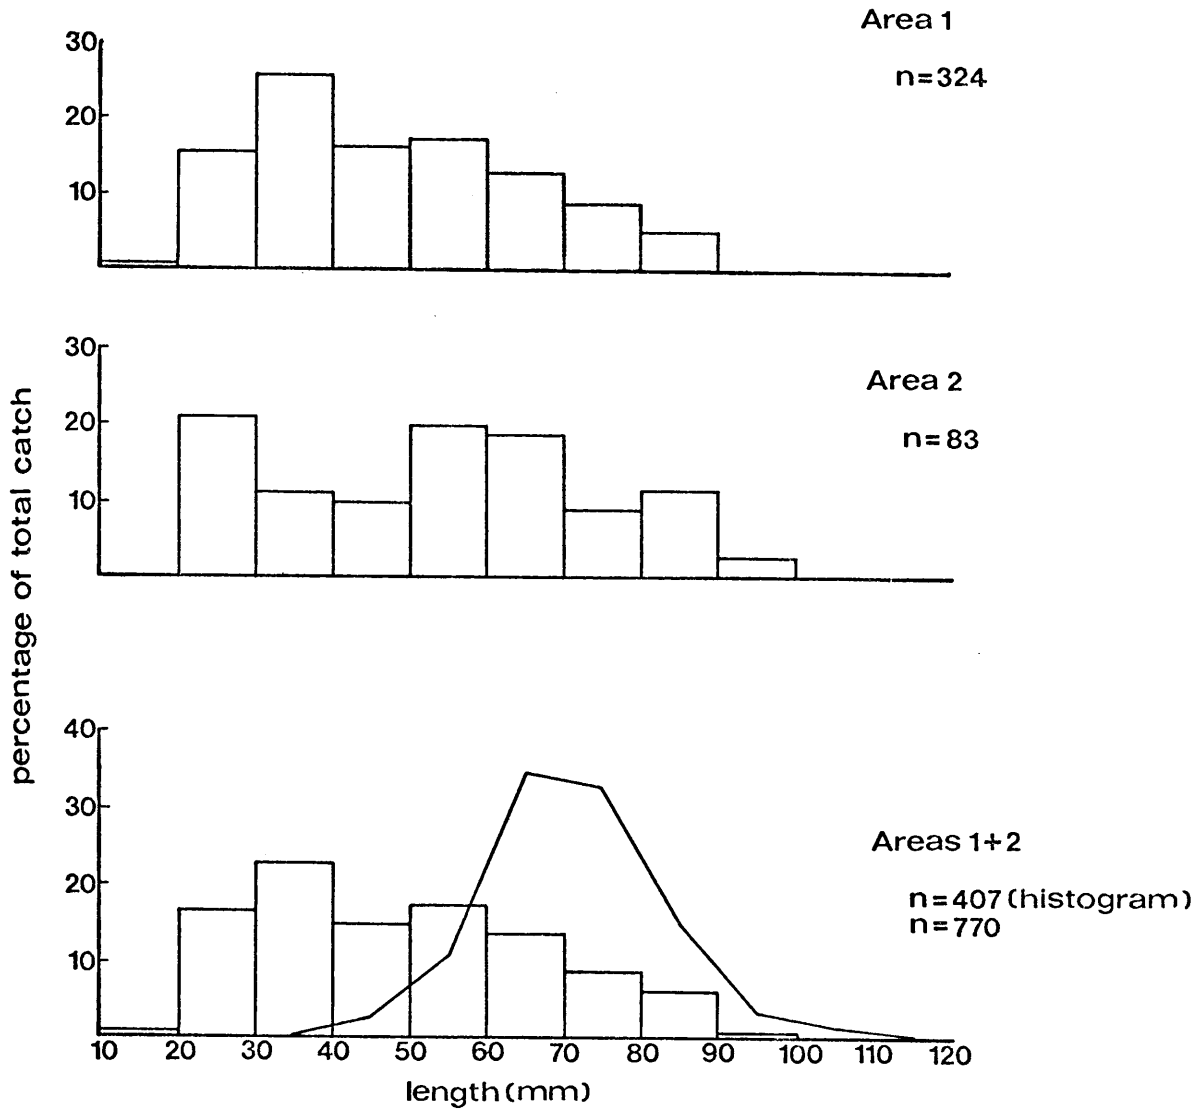 Area 1
n=324
30
20
10
Area 2
n=83
30
20
10
percentage of total catch
Areas 1+2
n=407 (histogram)
n=770
40
30
20
10
10 20 30 40 50 60 70 80 90 100 110 120
length (mm)